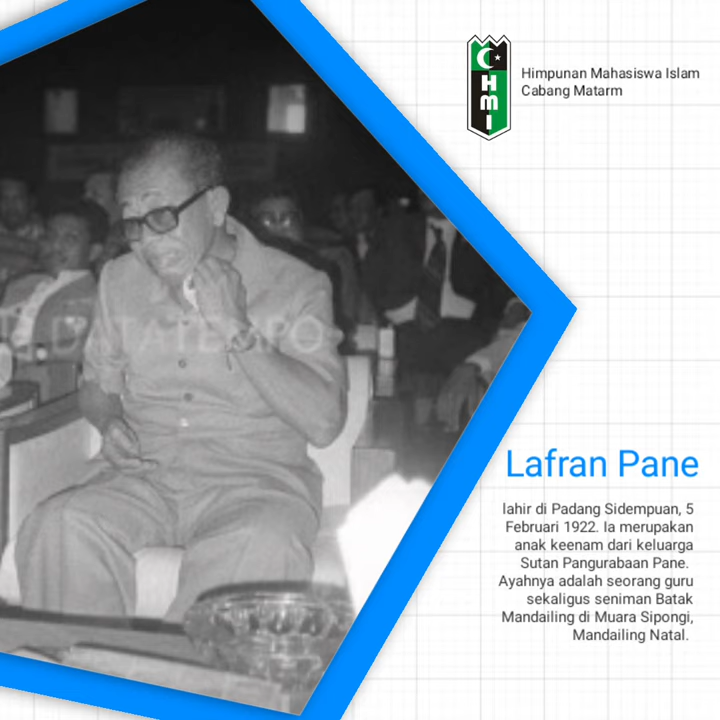 HMI
Himpunan Mahasiswa Islam
Cabang Matarm
DATATEMPO
Lafran Pane
lahir di Padang Sidempuan, 5
Februari 1922. Ia merupakan
anak keenam dari keluarga
Sutan Pangurabaan Pane.
Ayahnya adalah seorang guru
sekaligus seniman Batak
Mandailing di Muara Sipongi,
Mandailing Natal.